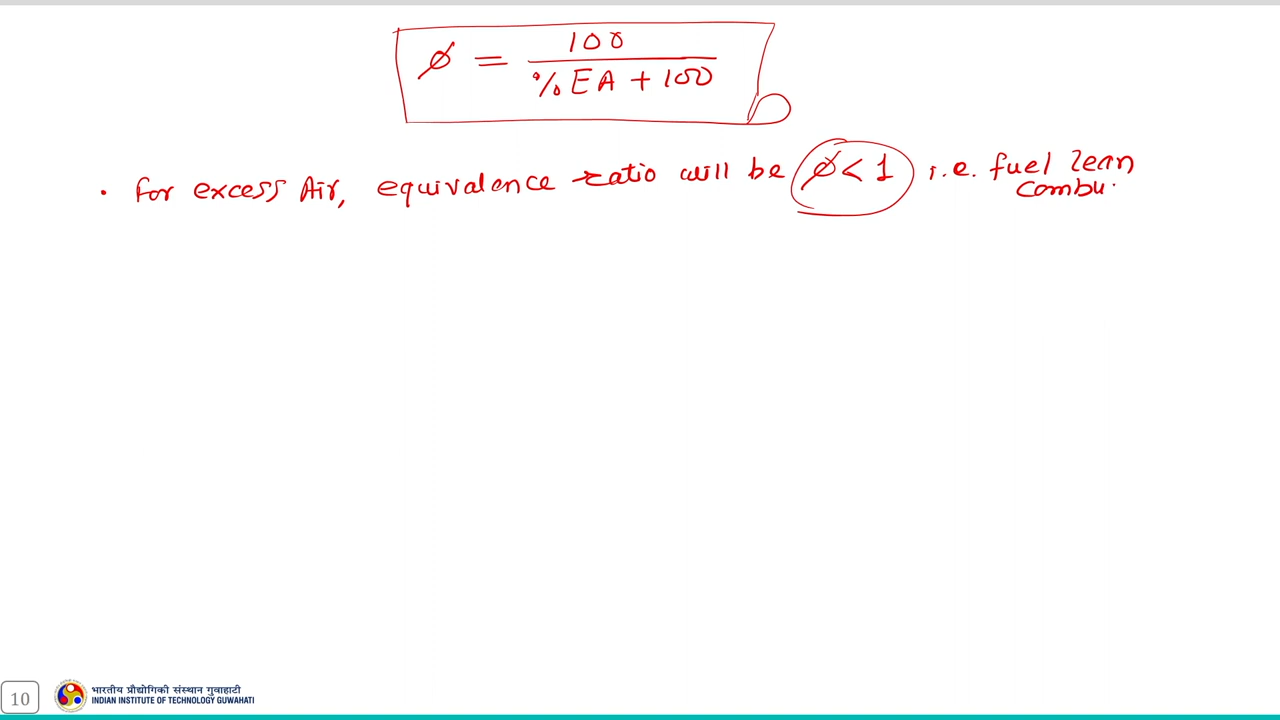 ø = 100 / %EA + 100
• For excess Air, equivalence ratio will be ø < 1 i.e. fuel lean
combu
10
भारतीय प्रौद्योगिकी संस्थान गुवाहाटी
INDIAN INSTITUTE OF TECHNOLOGY GUWAHATI